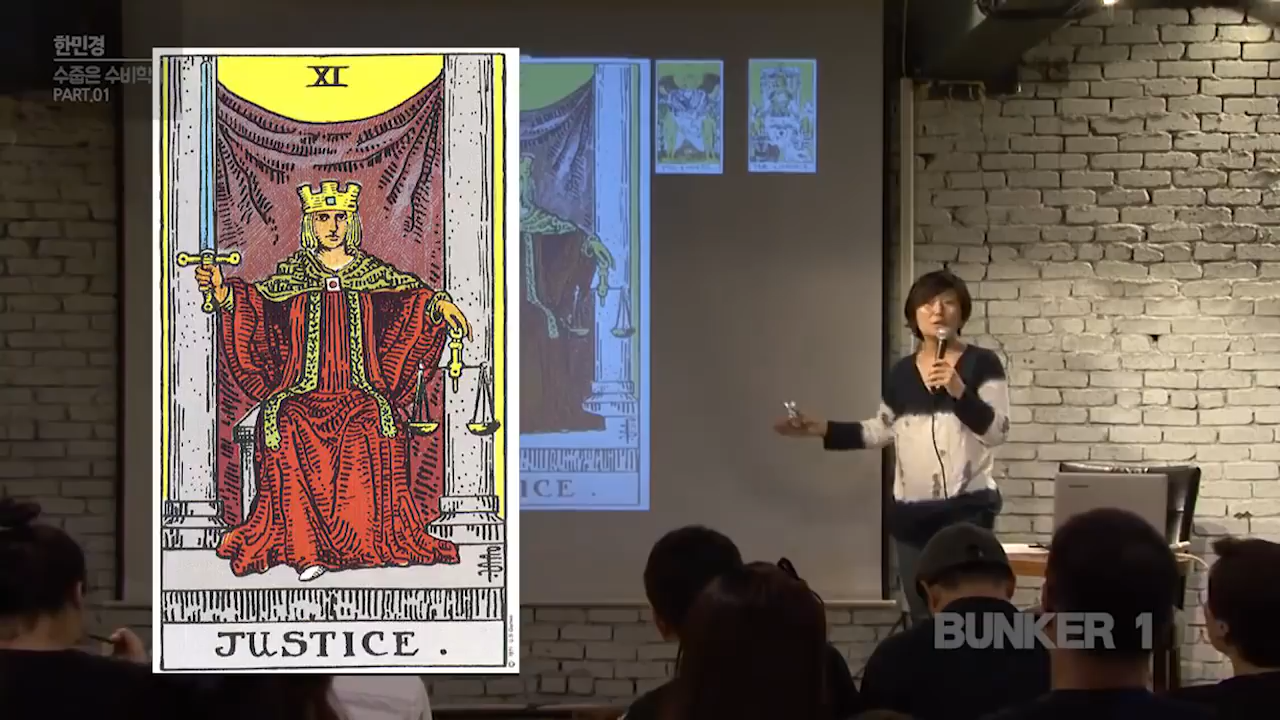 한민경
수줍은 수비학
PART.01
XI
JUSTICE .
ICE .
BUNKER 1